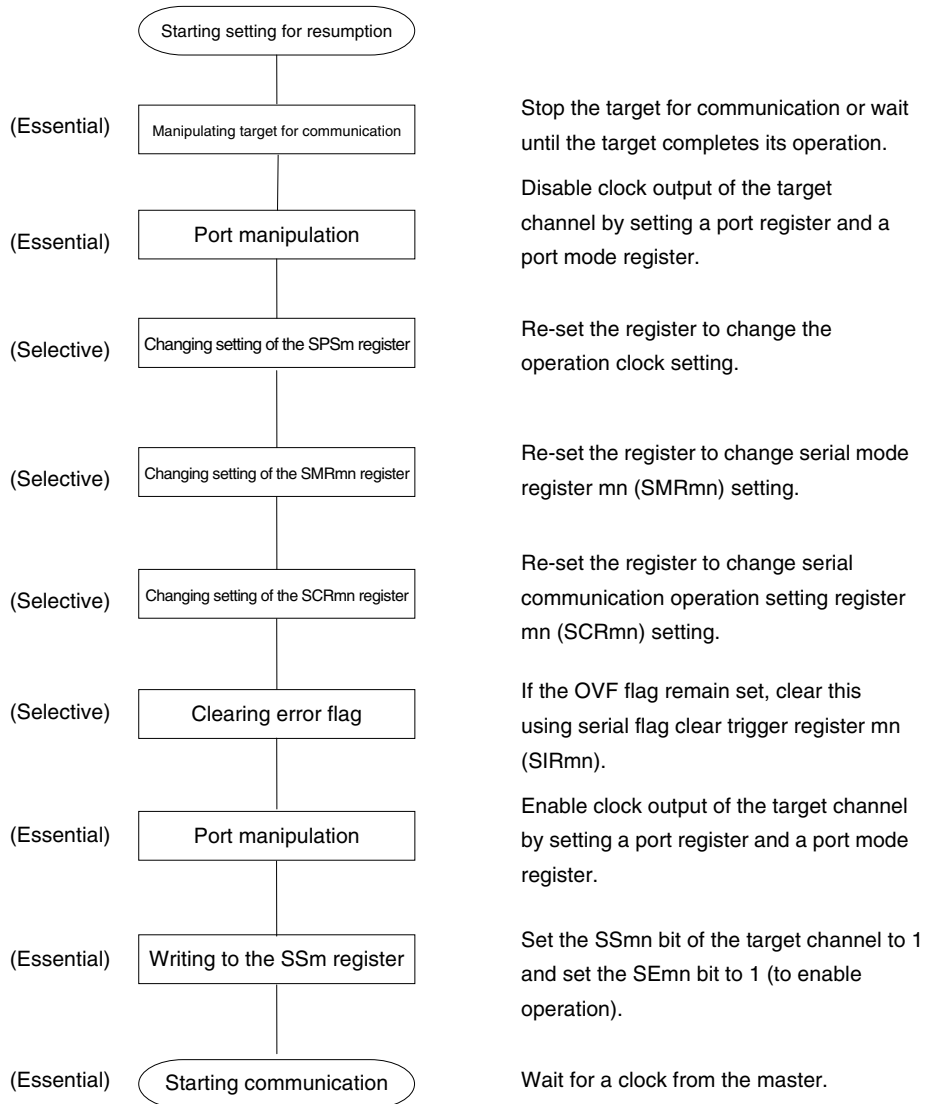 Starting setting for resumption
(Essential)
Manipulating target for communication
Stop the target for communication or wait
until the target completes its operation.
(Essential)
Port manipulation
Disable clock output of the target
channel by setting a port register and a
port mode register.
(Selective)
Changing setting of the SPSm register
Re-set the register to change the
operation clock setting.
(Selective)
Changing setting of the SMRmn register
Re-set the register to change serial mode
register mn (SMRmn) setting.
(Selective)
Changing setting of the SCRmn register
Re-set the register to change serial
communication operation setting register
mn (SCRmn) setting.
(Selective)
Clearing error flag
If the OVF flag remain set, clear this
using serial flag clear trigger register mn
(SIRmn).
(Essential)
Port manipulation
Enable clock output of the target channel
by setting a port register and a port mode
register.
(Essential)
Writing to the SSm register
Set the SSmn bit of the target channel to 1
and set the SEmn bit to 1 (to enable
operation).
(Essential)
Starting communication
Wait for a clock from the master.